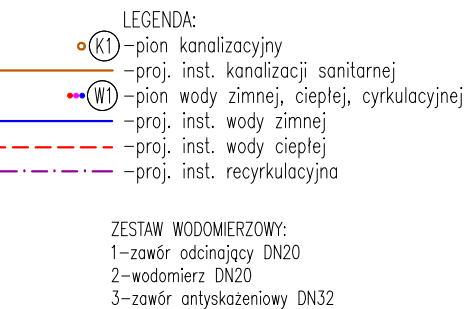 LEGENDA:
K1 -pion kanalizacyjny
-proj. inst. kanalizacji sanitarnej
W1 -pion wody zimnej, ciepłej, cyrkulacyjnej
-proj. inst. wody zimnej
-proj. inst. wody ciepłej
-proj. inst. recyrkulacyjna
ZESTAW WODOMIERZOWY:
1-zawór odcinający DN20
2-wodomierz DN20
3-zawór antyskażeniowy DN32